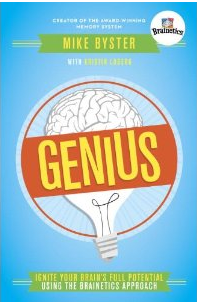 CREATOR OF THE AWARD-WINNING
MEMORY SYSTEM
MIKE BYSTER
Brainetics
WITH KRISTIN LOBERG
GENIUS
IGNITE YOUR BRAIN'S FULL POTENTIAL
USING THE BRAINETICS APPROACH